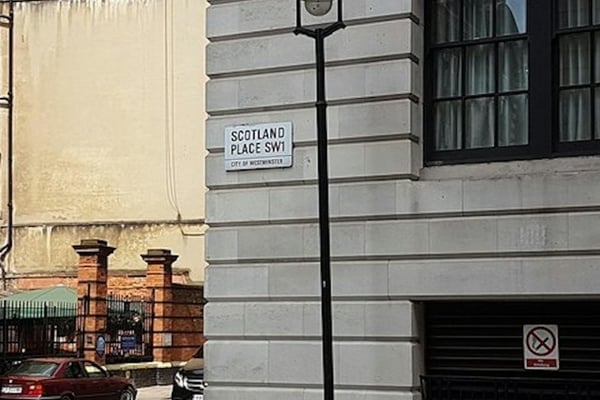 SCOTLAND
PLACE SW1
CITY OF WESTMINSTER